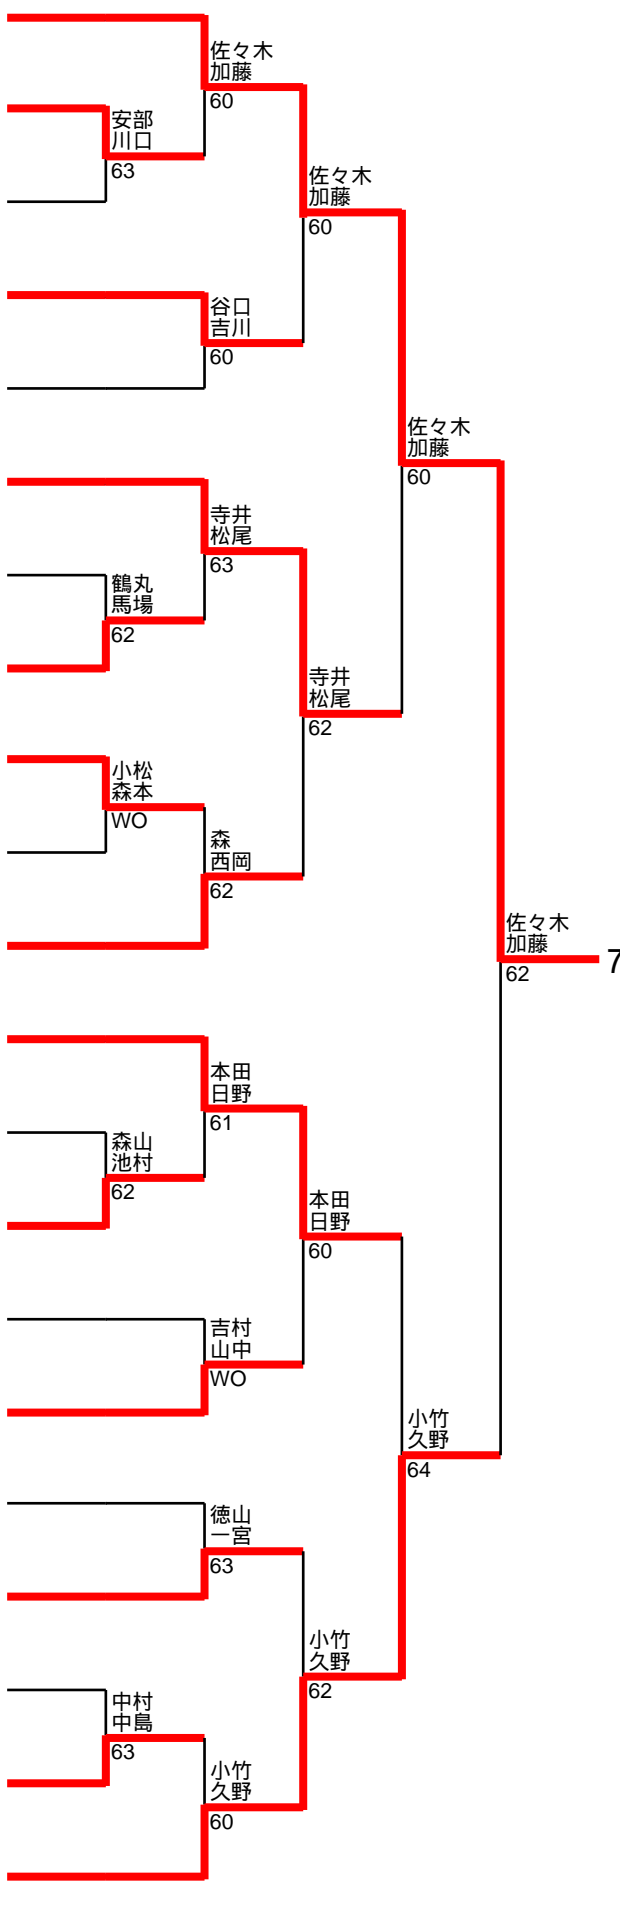 佐々木
加藤
60
安部
川口
63
佐々木
加藤
60
谷口
吉川
60
佐々木
加藤
60
寺井
松尾
63
鶴丸
馬場
62
寺井
松尾
62
小松
森本
WO
森
西岡
62
佐々木
加藤
62
7
本田
日野
61
森山
池村
62
本田
日野
60
吉村
山中
WO
小竹
久野
64
徳山
一宮
63
小竹
久野
62
中村
中島
63
小竹
久野
60